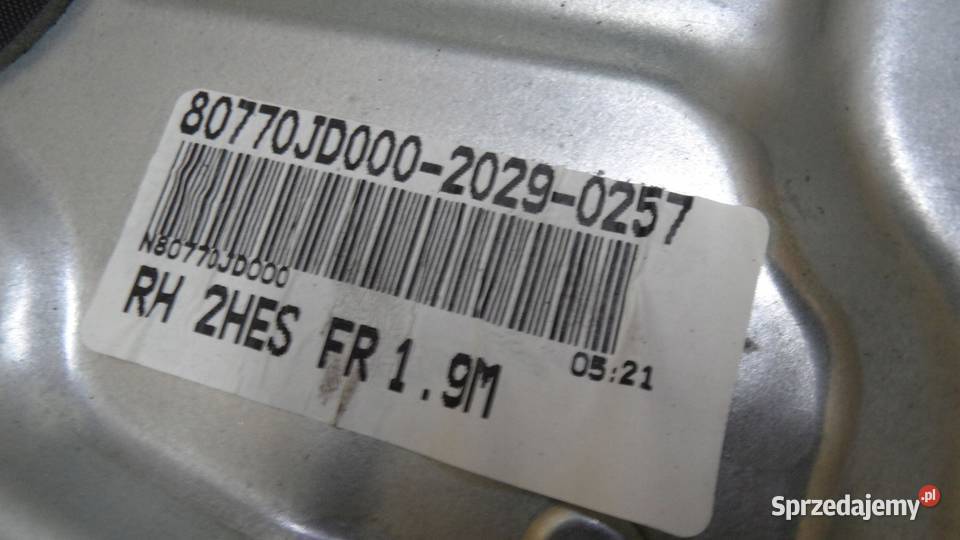 80770JD000-2029-0257
N80770JD000
05:21
RH 2HES FR 1.9M
Sprzedajemy.pl